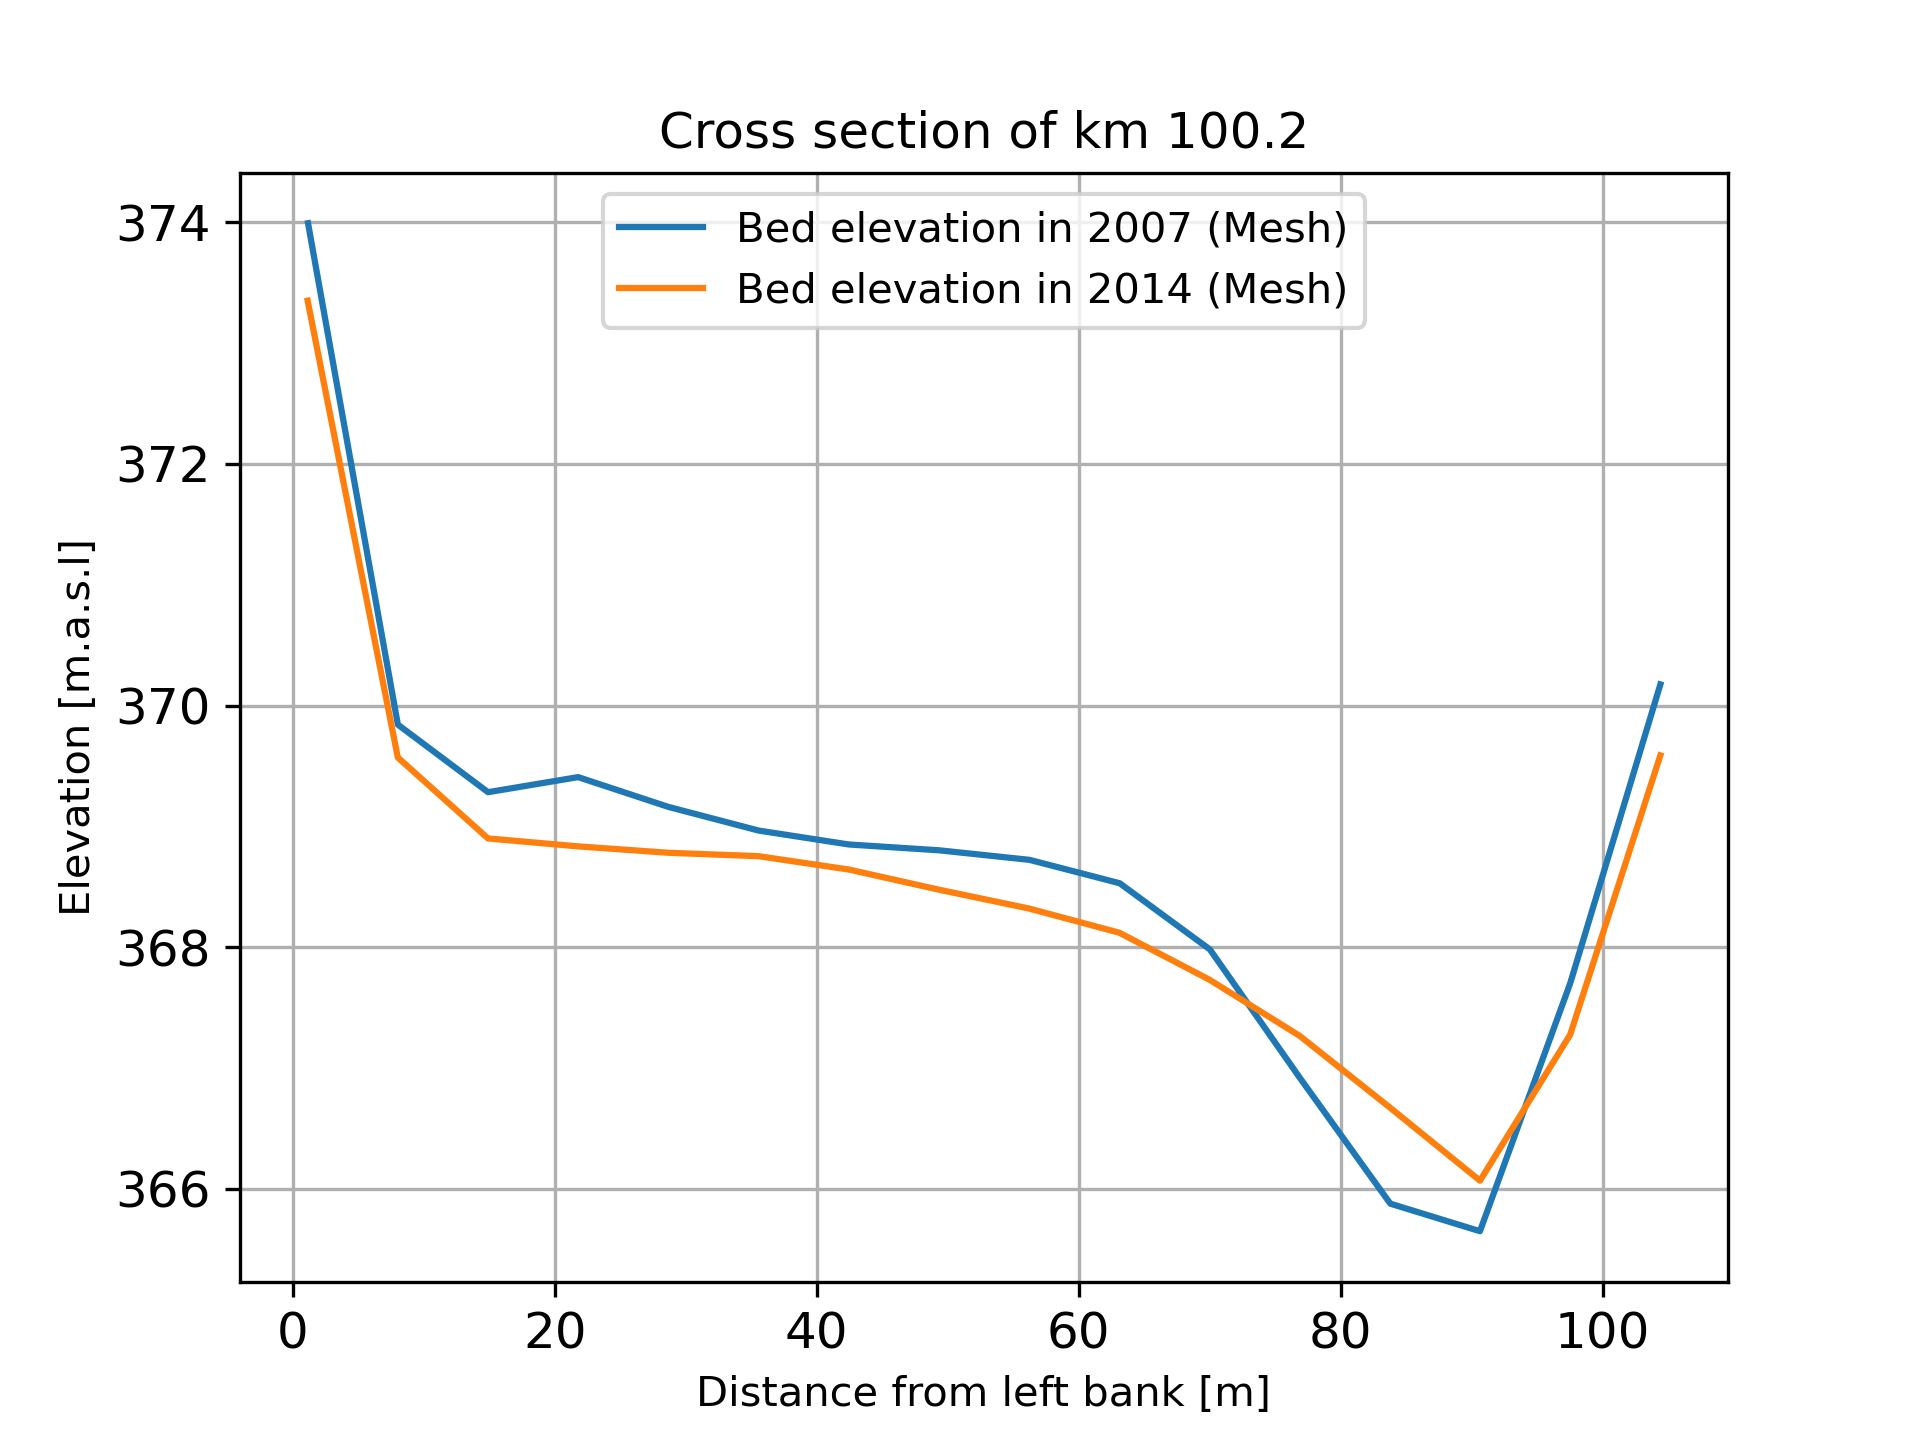 Cross section of km 100.2
Bed elevation in 2007 (Mesh)
Bed elevation in 2014 (Mesh)
374
372
370
368
366
Elevation [m.a.s.l]
0 20 40 60 80 100
Distance from left bank [m]